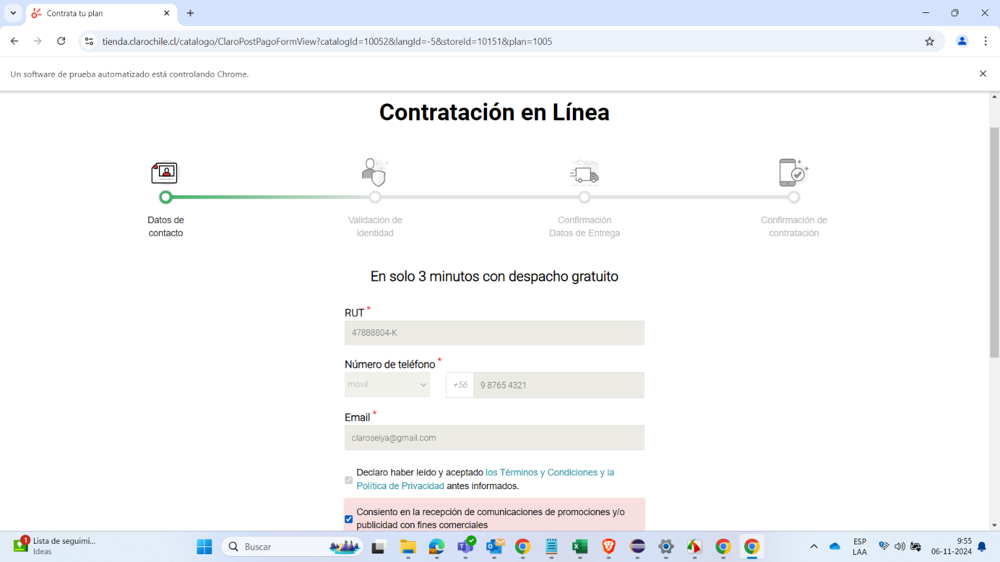 Contrata tu plan
tienda.clarochile.cl/catalogo/ClaroPostPagoFormView?catalogId=10052&langId=-5&storeId=10151&plan=1005
Un software de prueba automatizado está controlando Chrome.
Contratación en Línea
Datos de
contacto
Validación de
identidad
Confirmación
Datos de Entrega
Confirmación de
contratación
En solo 3 minutos con despacho gratuito
RUT *
47888804-K
Número de teléfono *
móvil
+56
9 8765 4321
Email *
claroseiya@gmail.com
Declaro haber leído y aceptado los Términos y Condiciones y la
Política de Privacidad antes informados.
Consiento en la recepción de comunicaciones de promociones y/o
publicidad con fines comerciales
1
Lista de seguimi...
Ideas
Buscar
ESP
LAA
9:55
06-11-2024